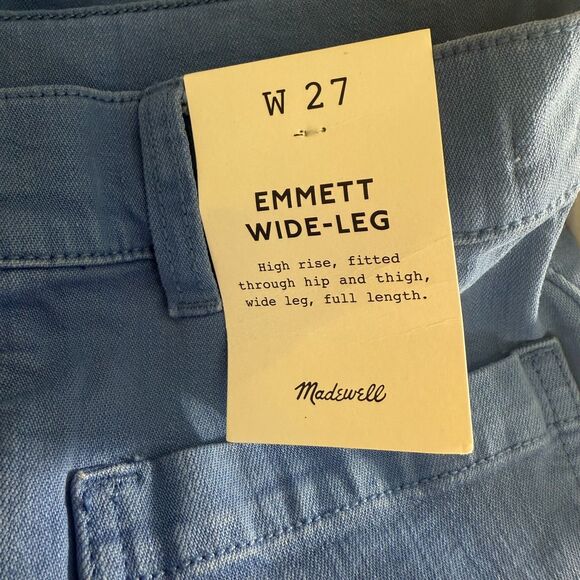 W 27
EMMETT
WIDE-LEG
High rise, fitted
through hip and thigh,
wide leg, full length.
Madewell